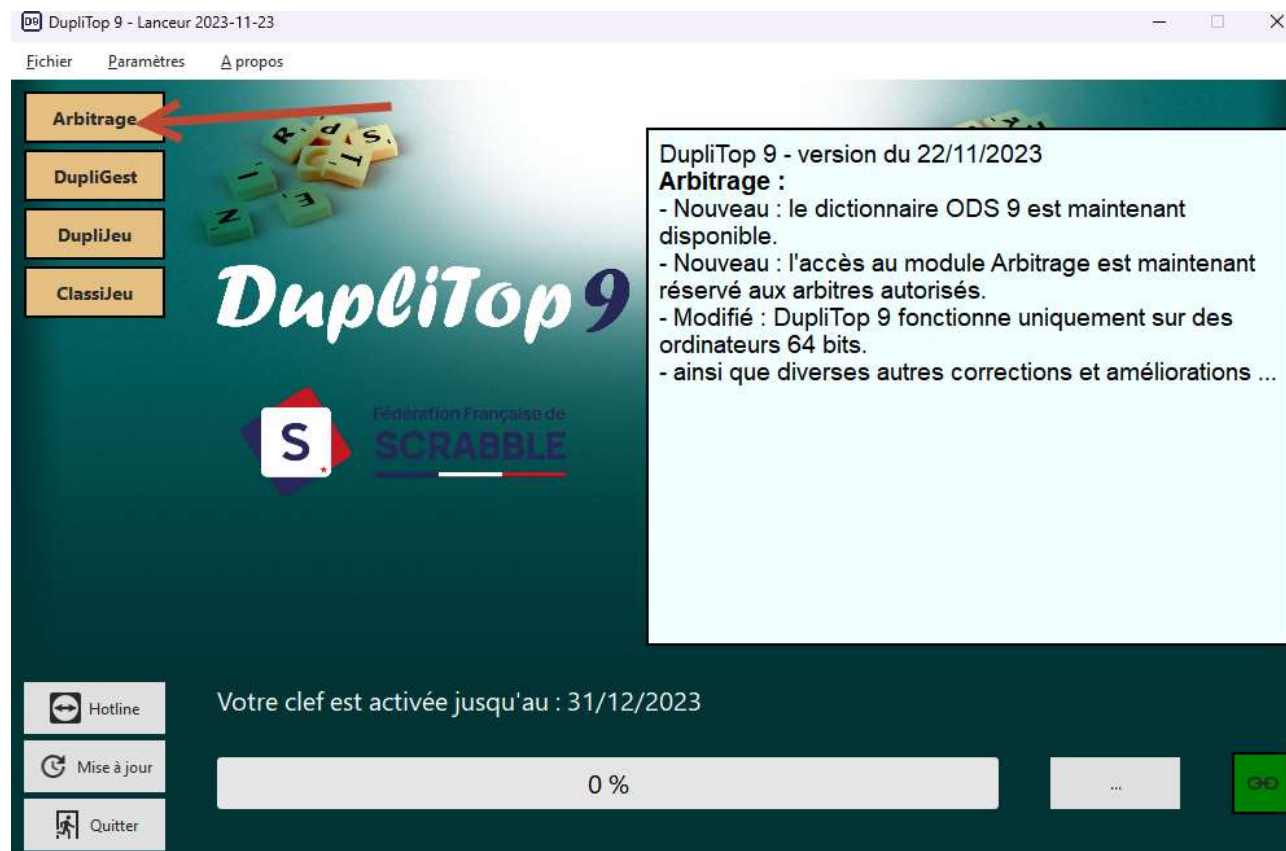 DupliTop 9 - Lanceur 2023-11-23
Fichier Paramètres A propos
Arbitrage
DupliGest
DupliJeu
ClassiJeu
DupliTop 9
S
Fédération Française de
SCRABBLE
DupliTop 9 - version du 22/11/2023
Arbitrage :
- Nouveau : le dictionnaire ODS 9 est maintenant
disponible.
- Nouveau : l'accès au module Arbitrage est maintenant
réservé aux arbitres autorisés.
- Modifié : DupliTop 9 fonctionne uniquement sur des
ordinateurs 64 bits.
- ainsi que diverses autres corrections et améliorations ...
Hotline
Mise à jour
Quitter
Votre clef est activée jusqu'au : 31/12/2023
0 %
...